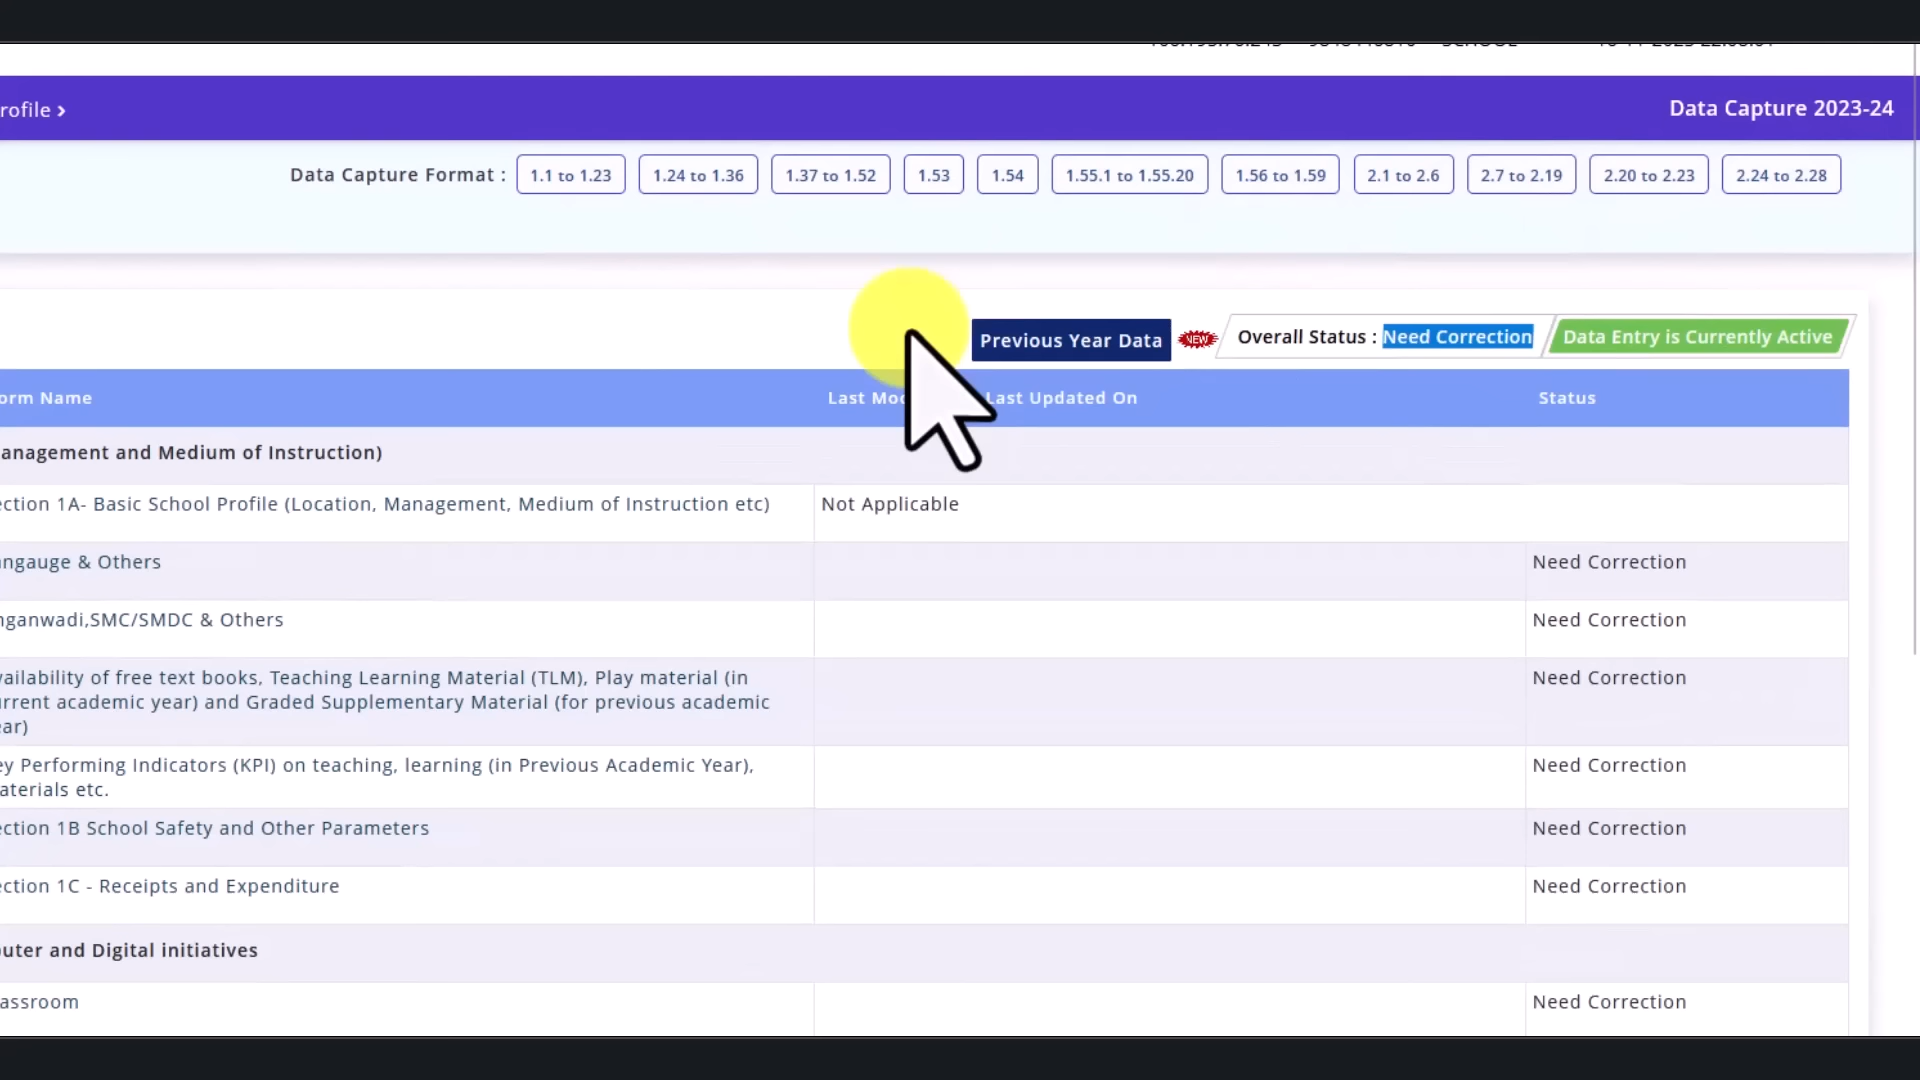 SCHOOL
rofile
Data Capture 2023-24
Data Capture Format : 1.1 to 1.23 1.24 to 1.36 1.37 to 1.52 1.53 1.54 1.55.1 to 1.55.20 1.56 to 1.59 2.1 to 2.6 2.7 to 2.19 2.20 to 2.23 2.24 to 2.28
Previous Year Data NEW Overall Status : Need Correction Data Entry is Currently Active
orm Name Last Mod Last Updated On Status
anagement and Medium of Instruction)
ection 1A- Basic School Profile (Location, Management, Medium of Instruction etc) Not Applicable
angauge & Others Need Correction
nganwadi,SMC/SMDC & Others Need Correction
vailability of free text books, Teaching Learning Material (TLM), Play material (in Need Correction
urrent academic year) and Graded Supplementary Material (for previous academic
ear)
ey Performing Indicators (KPI) on teaching, learning (in Previous Academic Year), Need Correction
aterials etc.
ection 1B School Safety and Other Parameters Need Correction
ection 1C - Receipts and Expenditure Need Correction
uter and Digital initiatives
assroom Need Correction